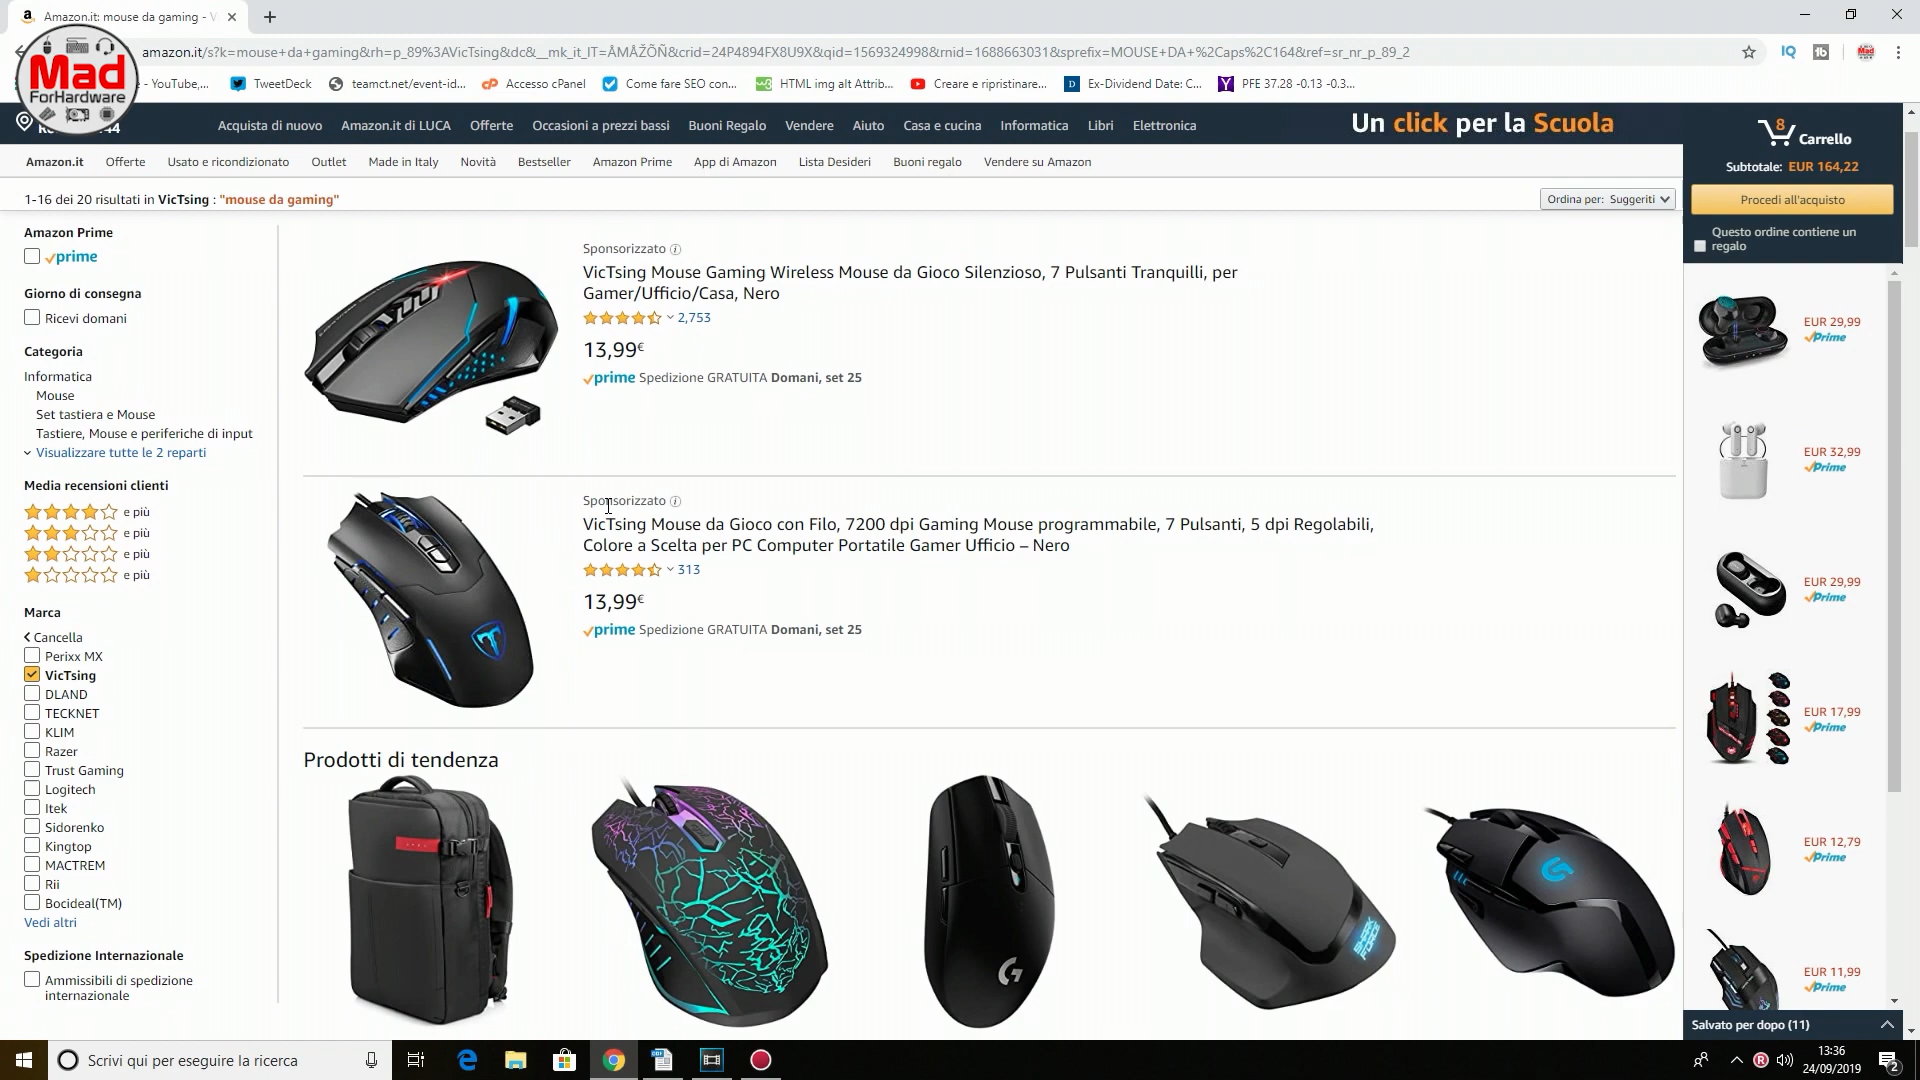 Amazon.it: mouse da gaming - V
amazon.it/s?k=mouse+da+gaming&rh=p_89%3AVicTsing&dc&__mk_it_IT=ÅMÅŽÕÑ&crid=24P4894FX8U9X&qid=1569324998&rnid=1688663031&sprefix=MOUSE+DA+%2Caps%2C164&ref=sr_nr_p_89_2
Mad
ForHardware
- YouTube,... TweetDeck teamct.net/event-id... Accesso cPanel Come fare SEO con... HTML img alt Attrib... Creare e ripristinare... Ex-Dividend Date: C... PFE 37.28 -0.13 -0.3...
Acquista di nuovo Amazon.it di LUCA Offerte Occasioni a prezzi bassi Buoni Regalo Vendere Aiuto Casa e cucina Informatica Libri Elettronica
Un click per la Scuola
8 Carrello
Subtotale: EUR 164,22
Procedi all'acquisto
Questo ordine contiene un
regalo
Amazon.it Offerte Usato e ricondizionato Outlet Made in Italy Novità Bestseller Amazon Prime App di Amazon Lista Desideri Buoni regalo Vendere su Amazon
1-16 dei 20 risultati in VicTsing : "mouse da gaming"
Ordina per: Suggeriti
Amazon Prime
prime
Giorno di consegna
Ricevi domani
Categoria
Informatica
Mouse
Set tastiera e Mouse
Tastiere, Mouse e periferiche di input
Visualizzare tutte le 2 reparti
Media recensioni clienti
e più
e più
e più
e più
Marca
Cancella
Perixx MX
VicTsing
DLAND
TECKNET
KLIM
Razer
Trust Gaming
Logitech
Itek
Sidorenko
Kingtop
MACTREM
Rii
Bocideal(TM)
Vedi altri
Spedizione Internazionale
Ammissibili di spedizione
internazionale
Sponsorizzato
VicTsing Mouse Gaming Wireless Mouse da Gioco Silenzioso, 7 Pulsanti Tranquilli, per
Gamer/Ufficio/Casa, Nero
2,753
13,99€
prime Spedizione GRATUITA Domani, set 25
Sponsorizzato
VicTsing Mouse da Gioco con Filo, 7200 dpi Gaming Mouse programmabile, 7 Pulsanti, 5 dpi Regolabili,
Colore a Scelta per PC Computer Portatile Gamer Ufficio – Nero
313
13,99€
prime Spedizione GRATUITA Domani, set 25
Prodotti di tendenza
SHARK
FORCE
EUR 29,99
Prime
EUR 32,99
Prime
EUR 29,99
Prime
EUR 17,99
Prime
EUR 12,79
Prime
EUR 11,99
Prime
Salvato per dopo (11)
Scrivi qui per eseguire la ricerca
13:36
24/09/2019
2